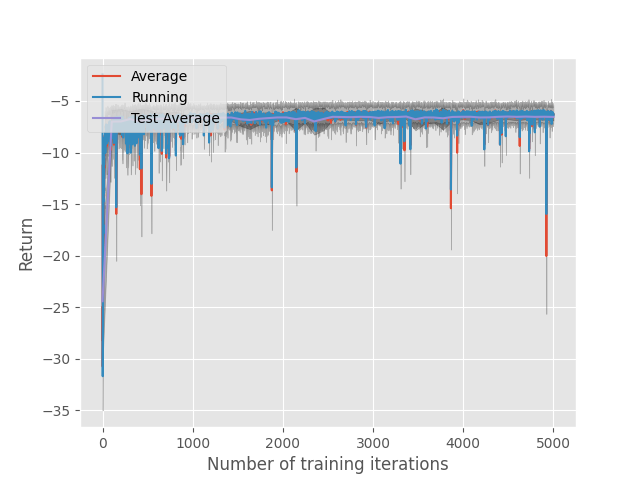 Average
Running
Test Average
−5
−10
−15
−20
−25
−30
−35
Return
0
1000
2000
3000
4000
5000
Number of training iterations